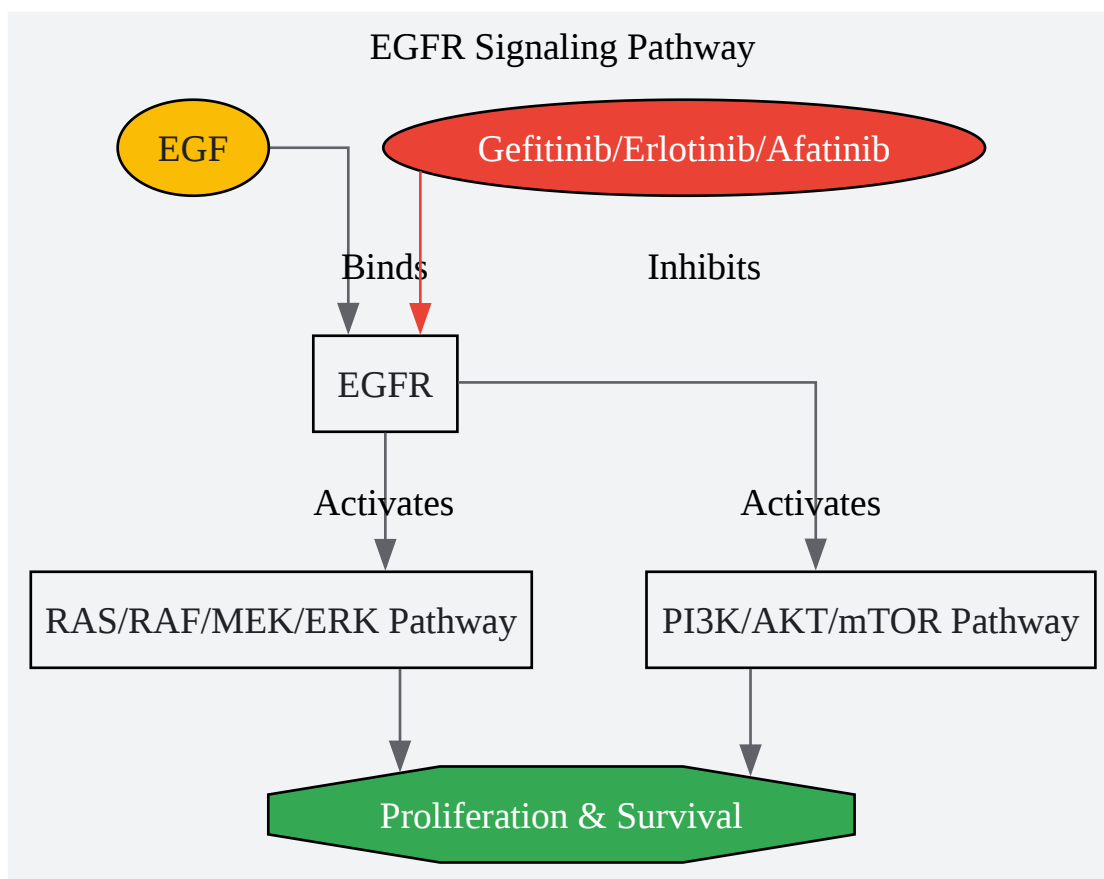 EGFR Signaling Pathway
EGF
Gefitinib/Erlotinib/Afatinib
Binds
Inhibits
EGFR
Activates
Activates
RAS/RAF/MEK/ERK Pathway
PI3K/AKT/mTOR Pathway
Proliferation & Survival